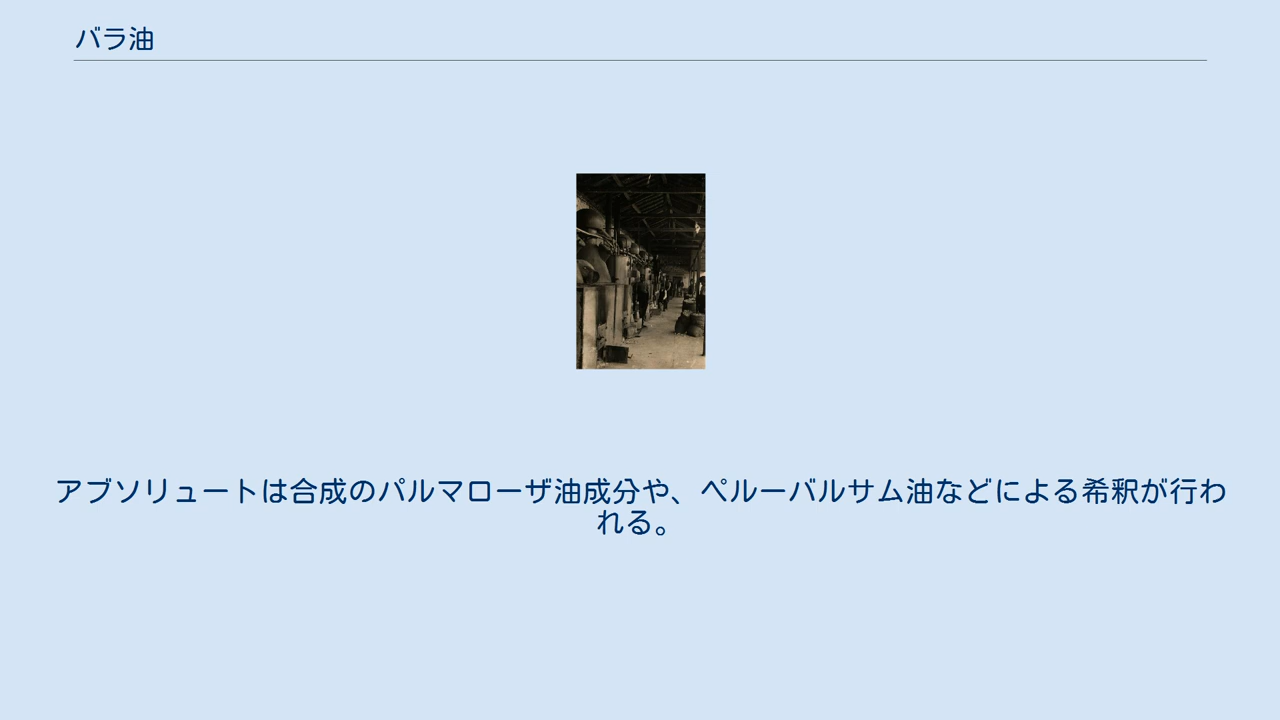 バラ油
アブソリュートは合成のパルマローザ油成分や、ペルーバルサム油などによる希釈が行わ
れる。